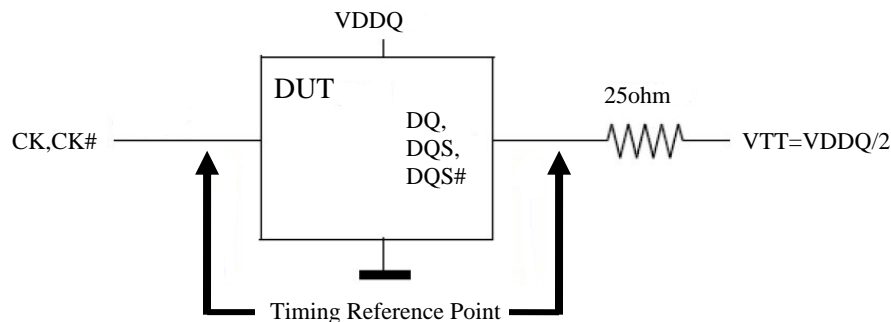 VDDQ
DUT
25ohm
CK,CK#
DQ,
DQS,
DQS#
VTT=VDDQ/2
Timing Reference Point